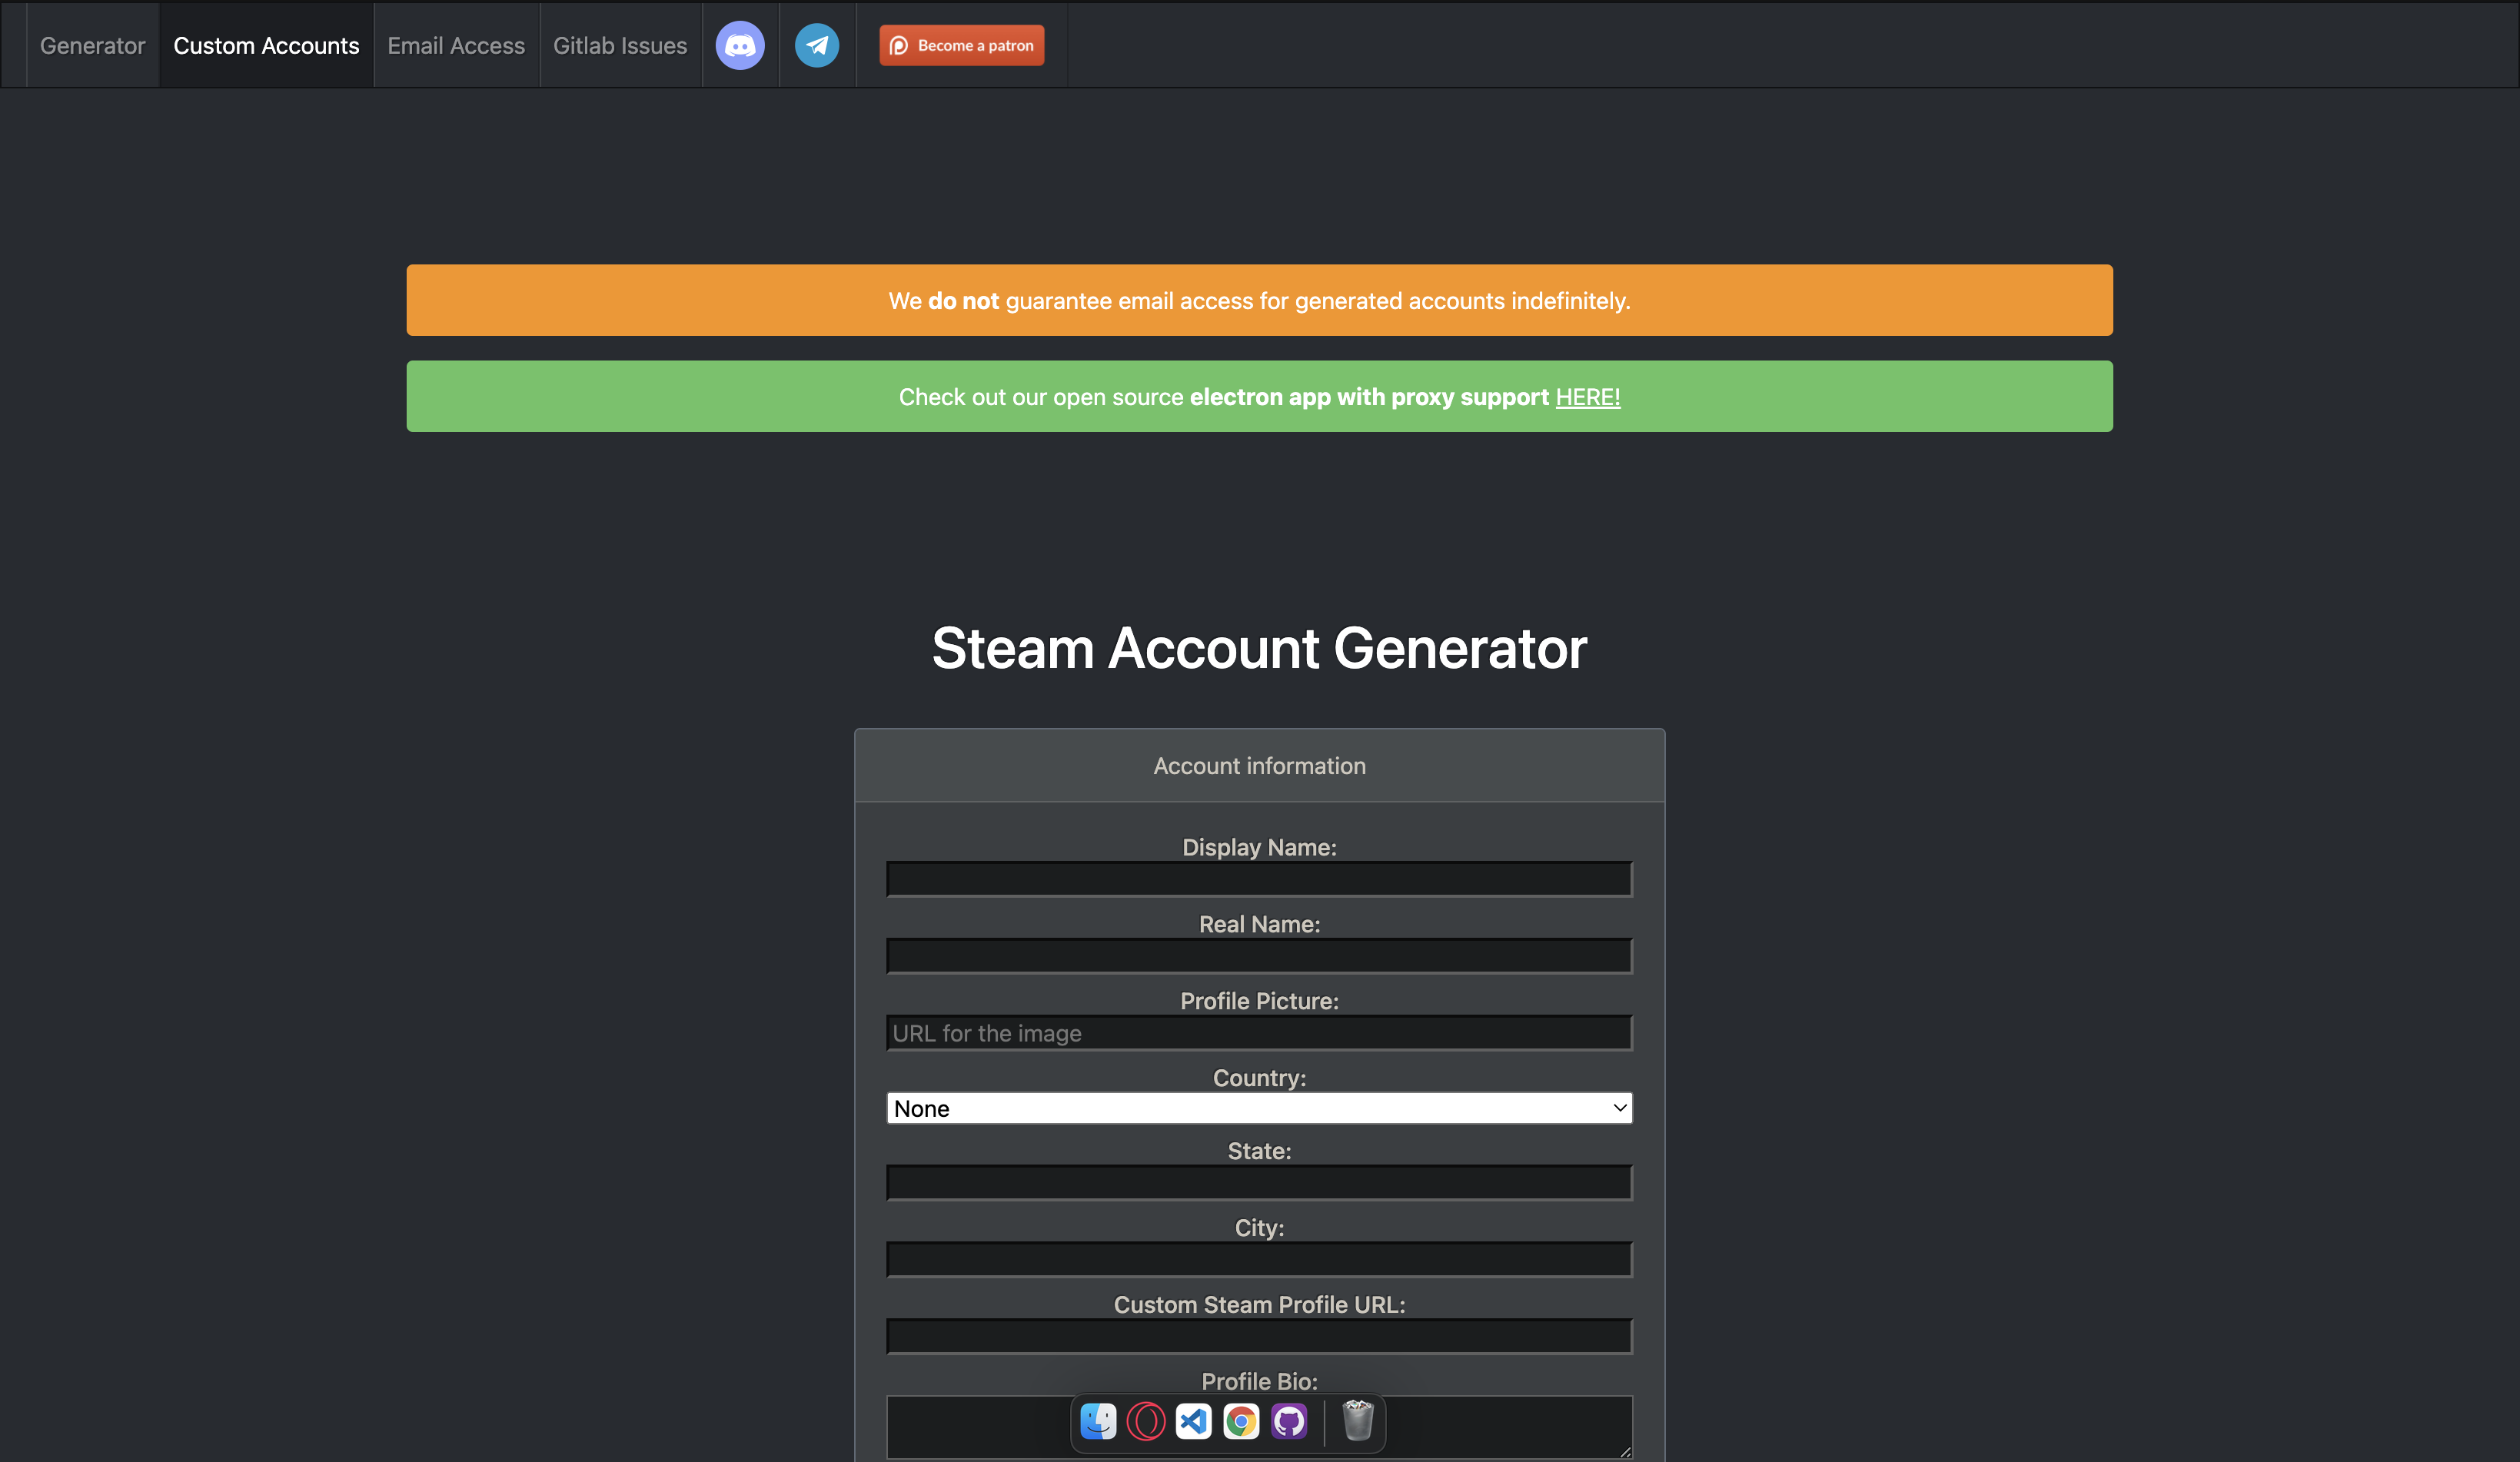 Generator
Custom Accounts
Email Access
Gitlab Issues
Become a patron
We do not guarantee email access for generated accounts indefinitely.
Check out our open source electron app with proxy support HERE!
Steam Account Generator
Account information
Display Name:
Real Name:
Profile Picture:
URL for the image
Country:
None
State:
City:
Custom Steam Profile URL:
Profile Bio: